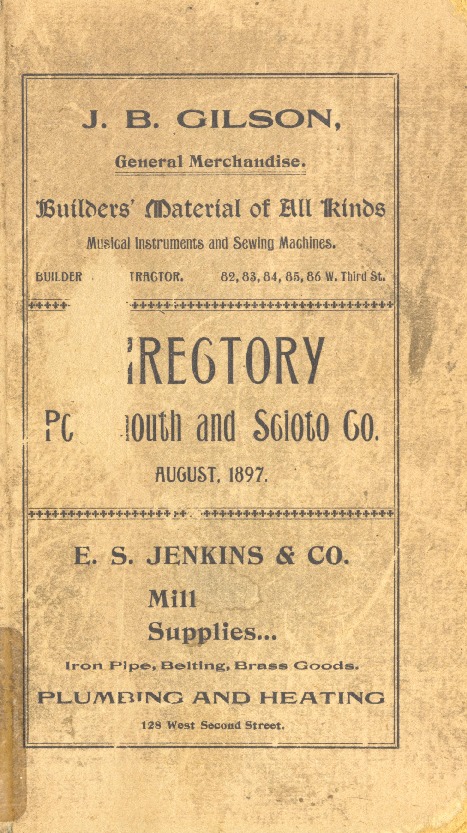 J. B. GILSON,
General Merchandise.
Builders' Material of All Kinds
Musical Instruments and Sewing Machines.
BUILDER TRACTOR. 82, 83, 84, 85, 86 W. Third St.
IRECTORY
Po mouth and Scioto Co.
AUGUST, 1897.
E. S. JENKINS & CO.
Mill
Supplies...
Iron Pipe, Belting, Brass Goods.
PLUMBING AND HEATING
128 West Second Street.